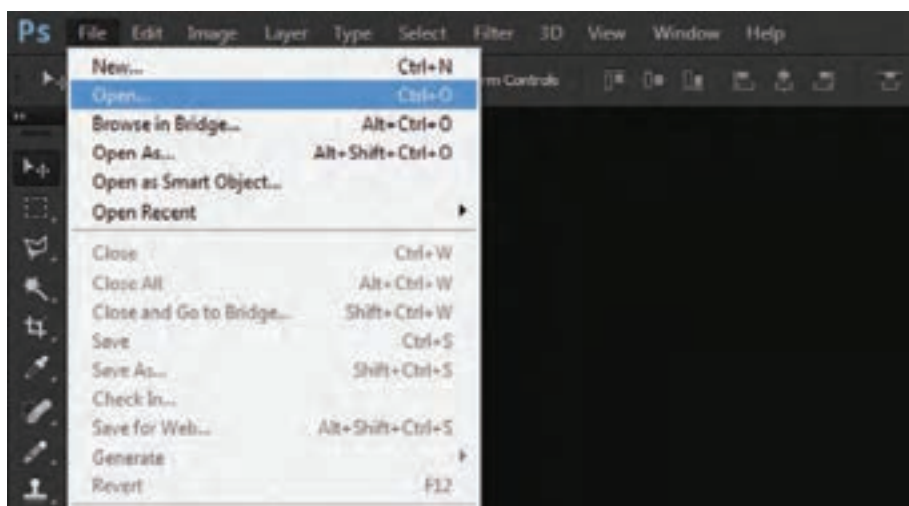 Ps File Edit Image Layer Type Select Filter 3D View Window Help
New... Ctrl+N
rm Controls
Open... Ctrl+O
Browse in Bridge... Alt+Ctrl+O
Open As... Alt+Shift+Ctrl+O
Open as Smart Object...
Open Recent
Close Ctrl+W
Close All Alt+Ctrl+W
Close and Go to Bridge... Shift+Ctrl+W
Save Ctrl+S
Save As... Shift+Ctrl+S
Check In...
Save for Web... Alt+Shift+Ctrl+S
Generate
Revert F12